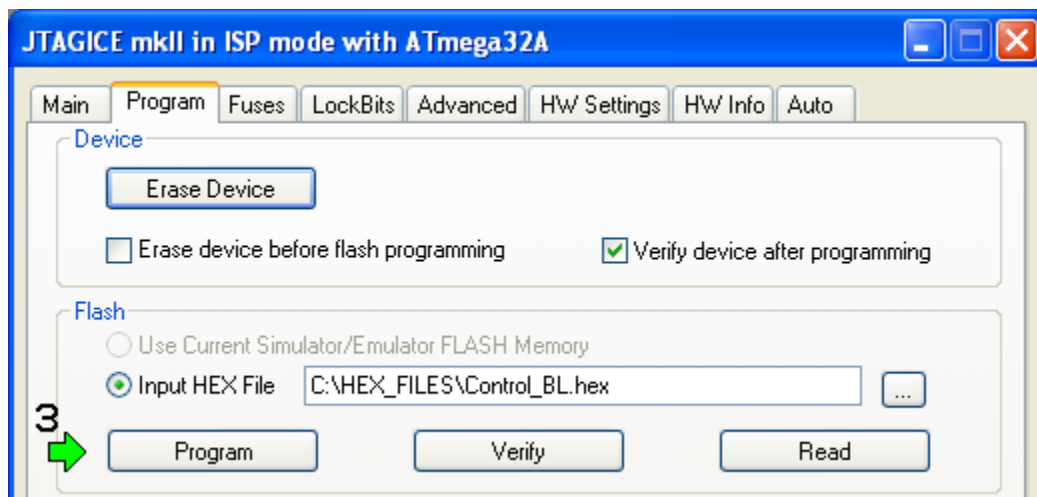 JTAGICE mkII in ISP mode with ATmega32A
Main Program Fuses LockBits Advanced HW Settings HW Info Auto
Device
Erase Device
Erase device before flash programming Verify device after programming
Flash
Use Current Simulator/Emulator FLASH Memory
Input HEX File C:\HEX_FILES\Control_BL.hex ...
3
Program Verify Read